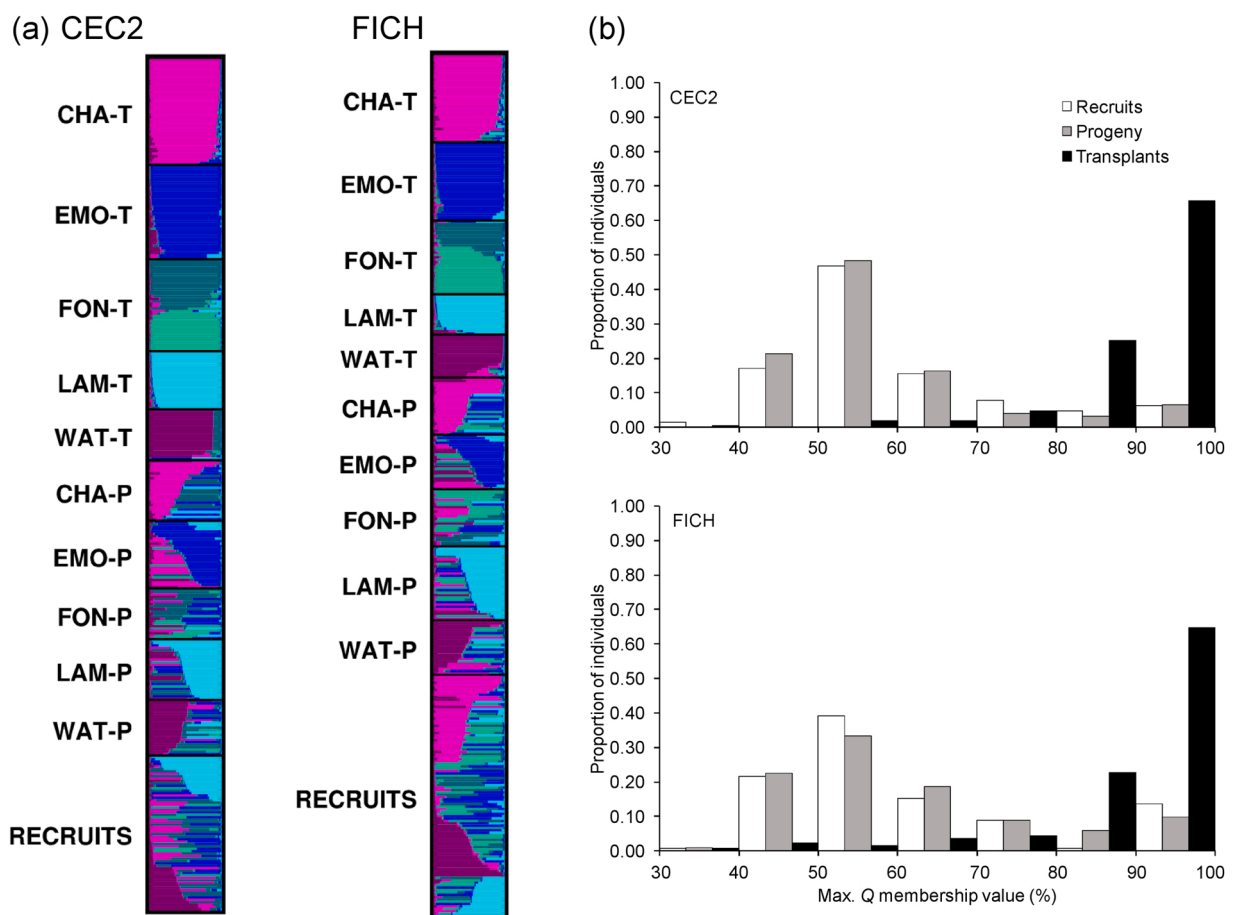 (a) CEC2
FICH
CHA-T
EMO-T
FON-T
LAM-T
WAT-T
CHA-P
EMO-P
FON-P
LAM-P
WAT-P
RECRUITS
CHA-T
EMO-T
FON-T
LAM-T
WAT-T
CHA-P
EMO-P
FON-P
LAM-P
WAT-P
RECRUITS
(b)
CEC2
Recruits
Progeny
Transplants
Proportion of individuals
1.00
0.90
0.80
0.70
0.60
0.50
0.40
0.30
0.20
0.10
0.00
30 40 50 60 70 80 90 100
FICH
Proportion of individuals
1.00
0.90
0.80
0.70
0.60
0.50
0.40
0.30
0.20
0.10
0.00
30 40 50 60 70 80 90 100
Max. Q membership value (%)